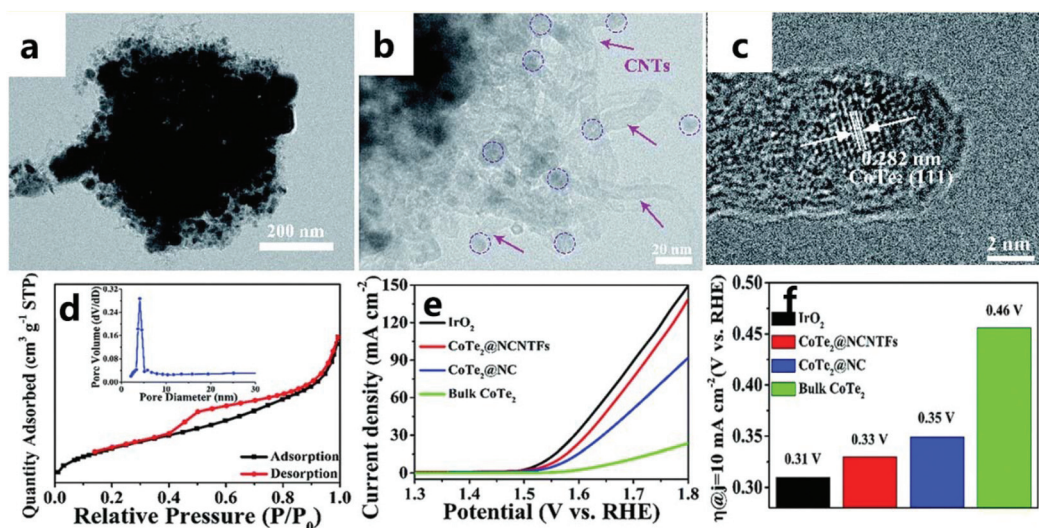 a
200 nm
b
CNTs
20 nm
c
0.282 nm
CoTe₂ (111)
2 nm
d
Quantity Adsorbed (cm³ g⁻¹ STP)
Pore Volume (dV/dD)
0.30
0.24
0.18
0.12
0.06
0.00
0 10 20 30
Pore Diameter (nm)
Adsorption
Desorption
0.0 0.2 0.4 0.6 0.8 1.0
Relative Pressure (P/P₀)
e
Current density (mA cm⁻²)
150
120
90
60
30
0
IrO₂
CoTe₂@NCNTFs
CoTe₂@NC
Bulk CoTe₂
1.3 1.4 1.5 1.6 1.7 1.8
Potential (V vs. RHE)
f
η@j=10 mA cm⁻²(V vs. RHE)
0.50
0.45
0.40
0.35
0.30
IrO₂
CoTe₂@NCNTFs
CoTe₂@NC
Bulk CoTe₂
0.31 V
0.33 V
0.35 V
0.46 V